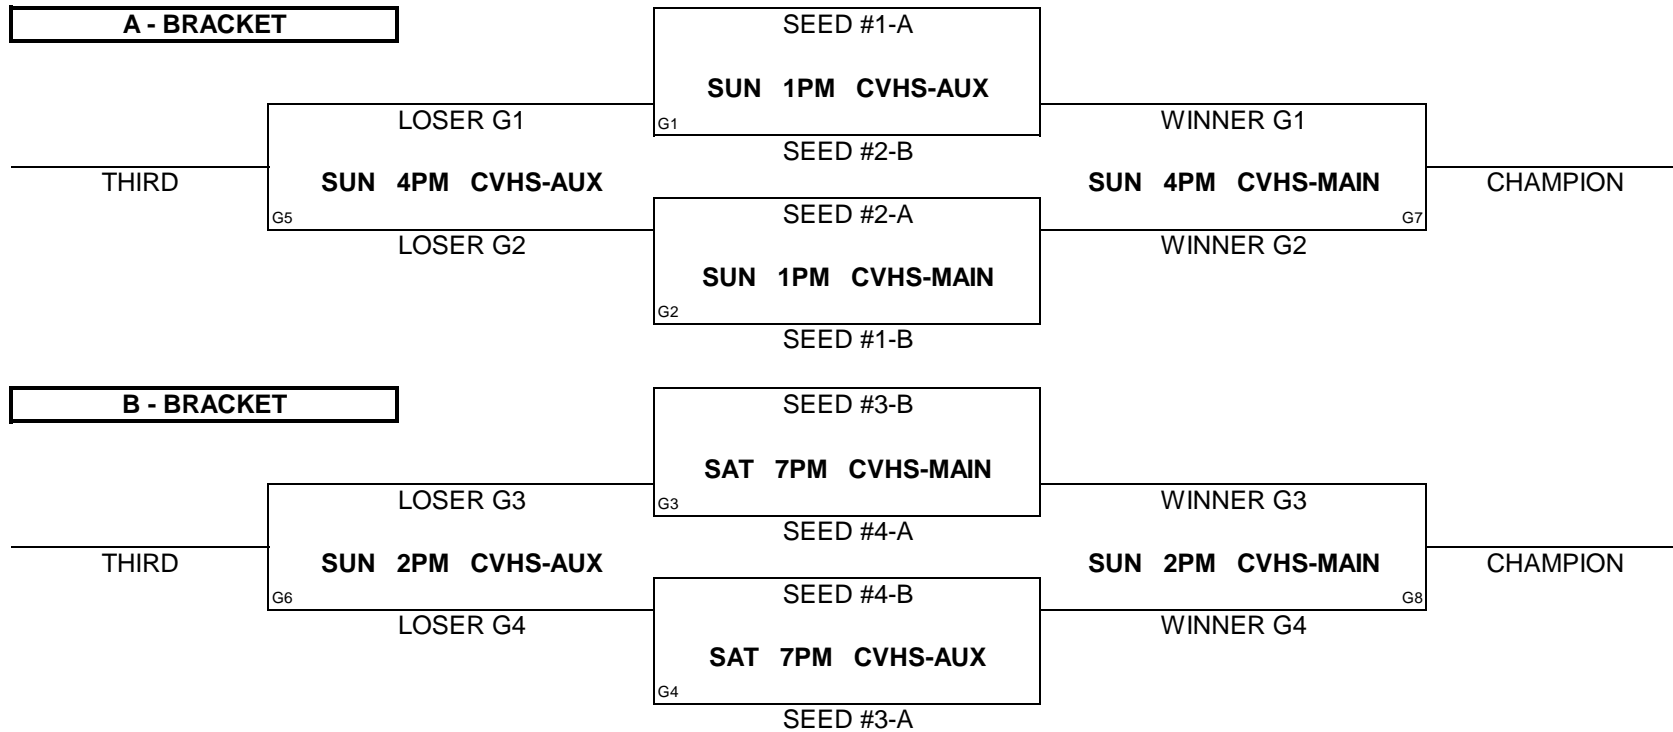 A - BRACKET
SEED #1-A
SUN 1PM CVHS-AUX
G1
SEED #2-B
LOSER G1
WINNER G1
THIRD
SUN 4PM CVHS-AUX
G5
SUN 4PM CVHS-MAIN
G7
CHAMPION
LOSER G2
WINNER G2
SEED #2-A
SUN 1PM CVHS-MAIN
G2
SEED #1-B
B - BRACKET
SEED #3-B
SAT 7PM CVHS-MAIN
G3
SEED #4-A
LOSER G3
WINNER G3
THIRD
SUN 2PM CVHS-AUX
G6
SUN 2PM CVHS-MAIN
G8
CHAMPION
LOSER G4
WINNER G4
SEED #4-B
SAT 7PM CVHS-AUX
G4
SEED #3-A